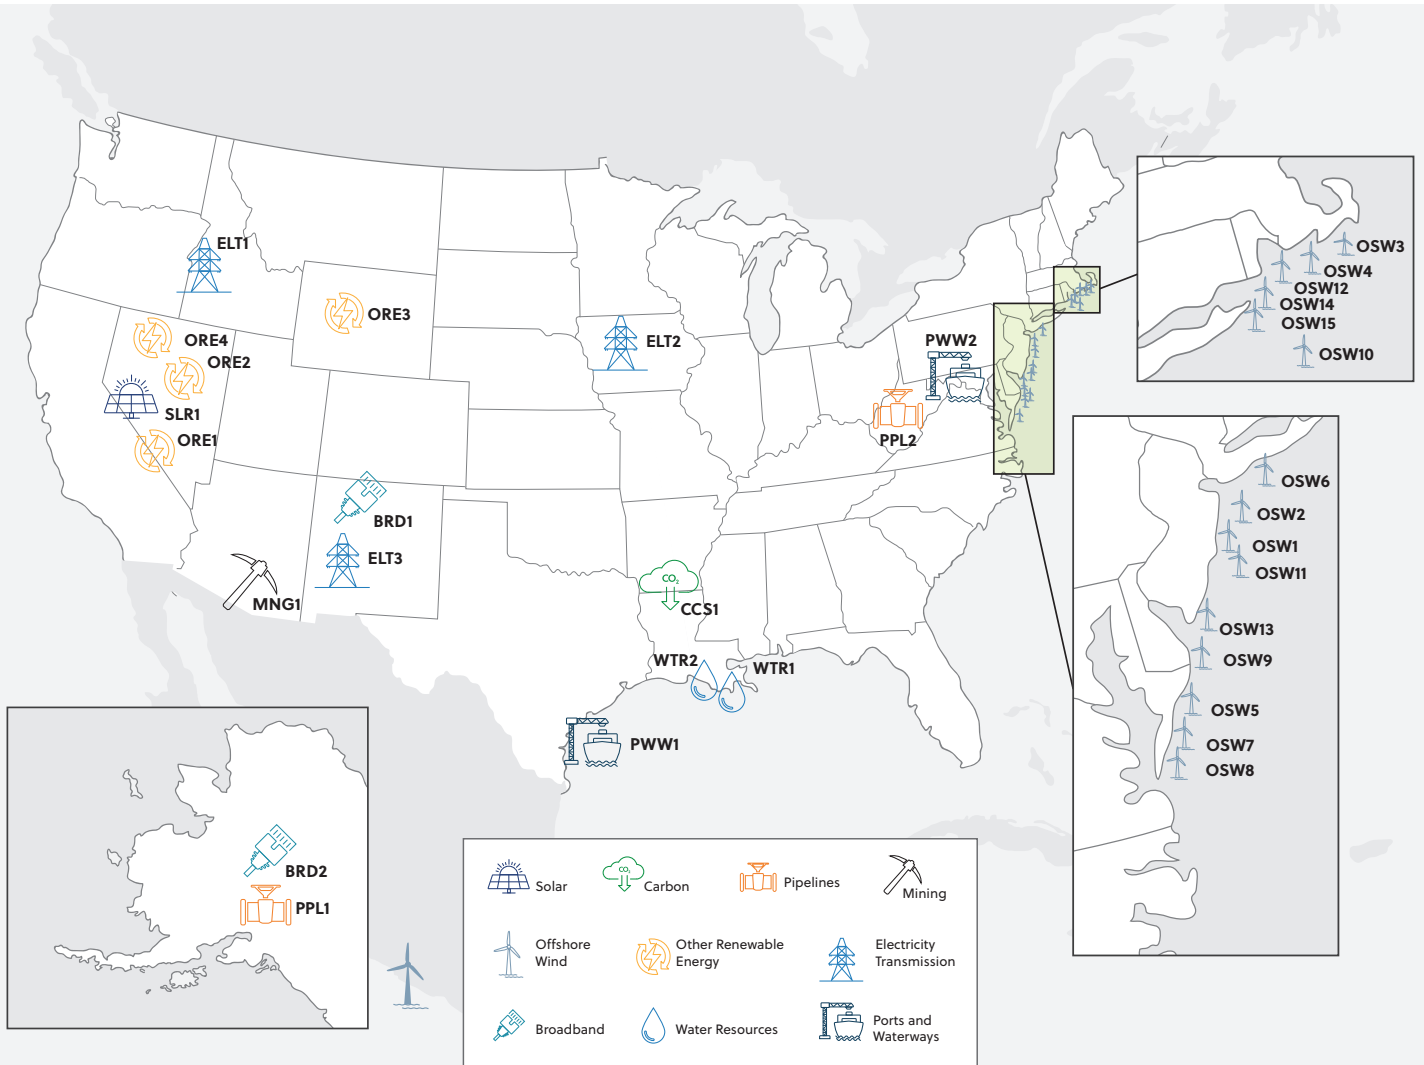 ELT1
ORE3
ORE4
ORE2
SLR1
ORE1
ELT2
PWW2
PPL2
BRD1
ELT3
MNG1
CO₂
CCS1
WTR2
WTR1
PWW1
BRD2
PPL1
OSW3
OSW4
OSW12
OSW14
OSW15
OSW10
OSW6
OSW2
OSW1
OSW11
OSW13
OSW9
OSW5
OSW7
OSW8
Solar
CO₂
Carbon
Pipelines
Mining
Offshore
Wind
Other Renewable
Energy
Electricity
Transmission
Broadband
Water Resources
Ports and
Waterways